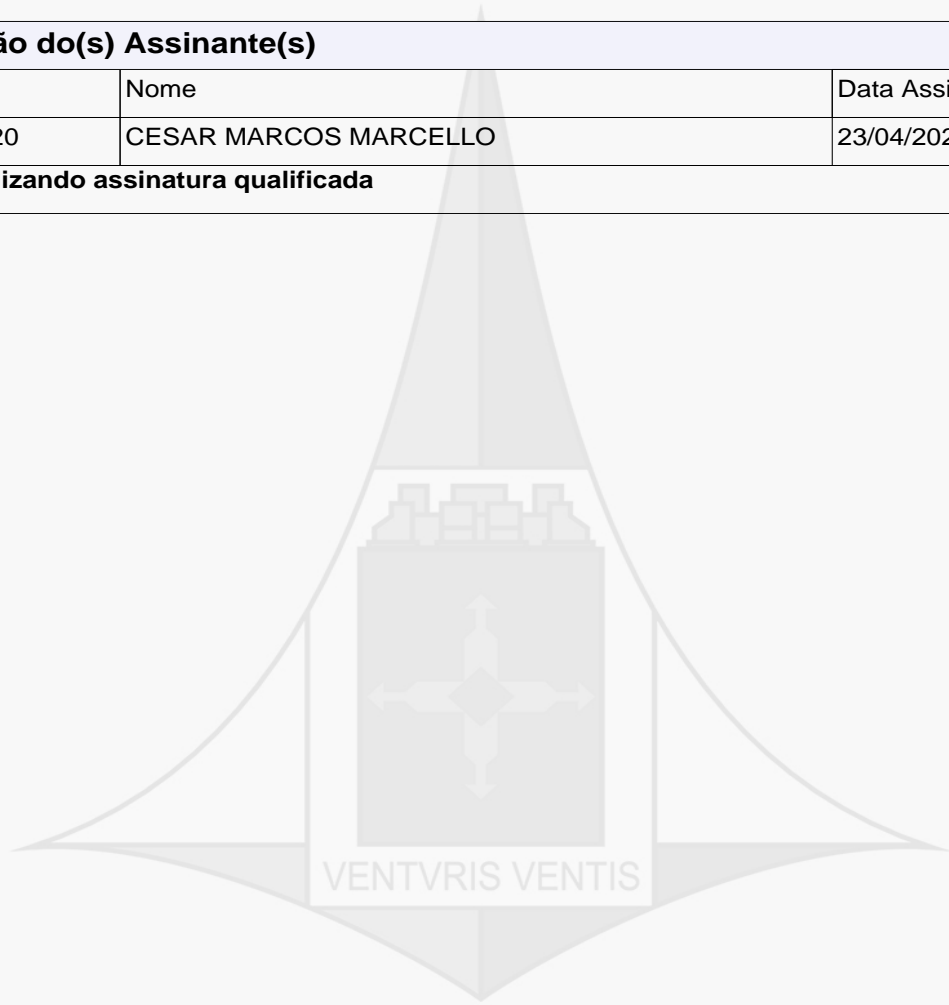 ão do(s) Assinante(s)
Nome Data Assi
20 CESAR MARCOS MARCELLO 23/04/202
izando assinatura qualificada
VENTVRIS VENTIS